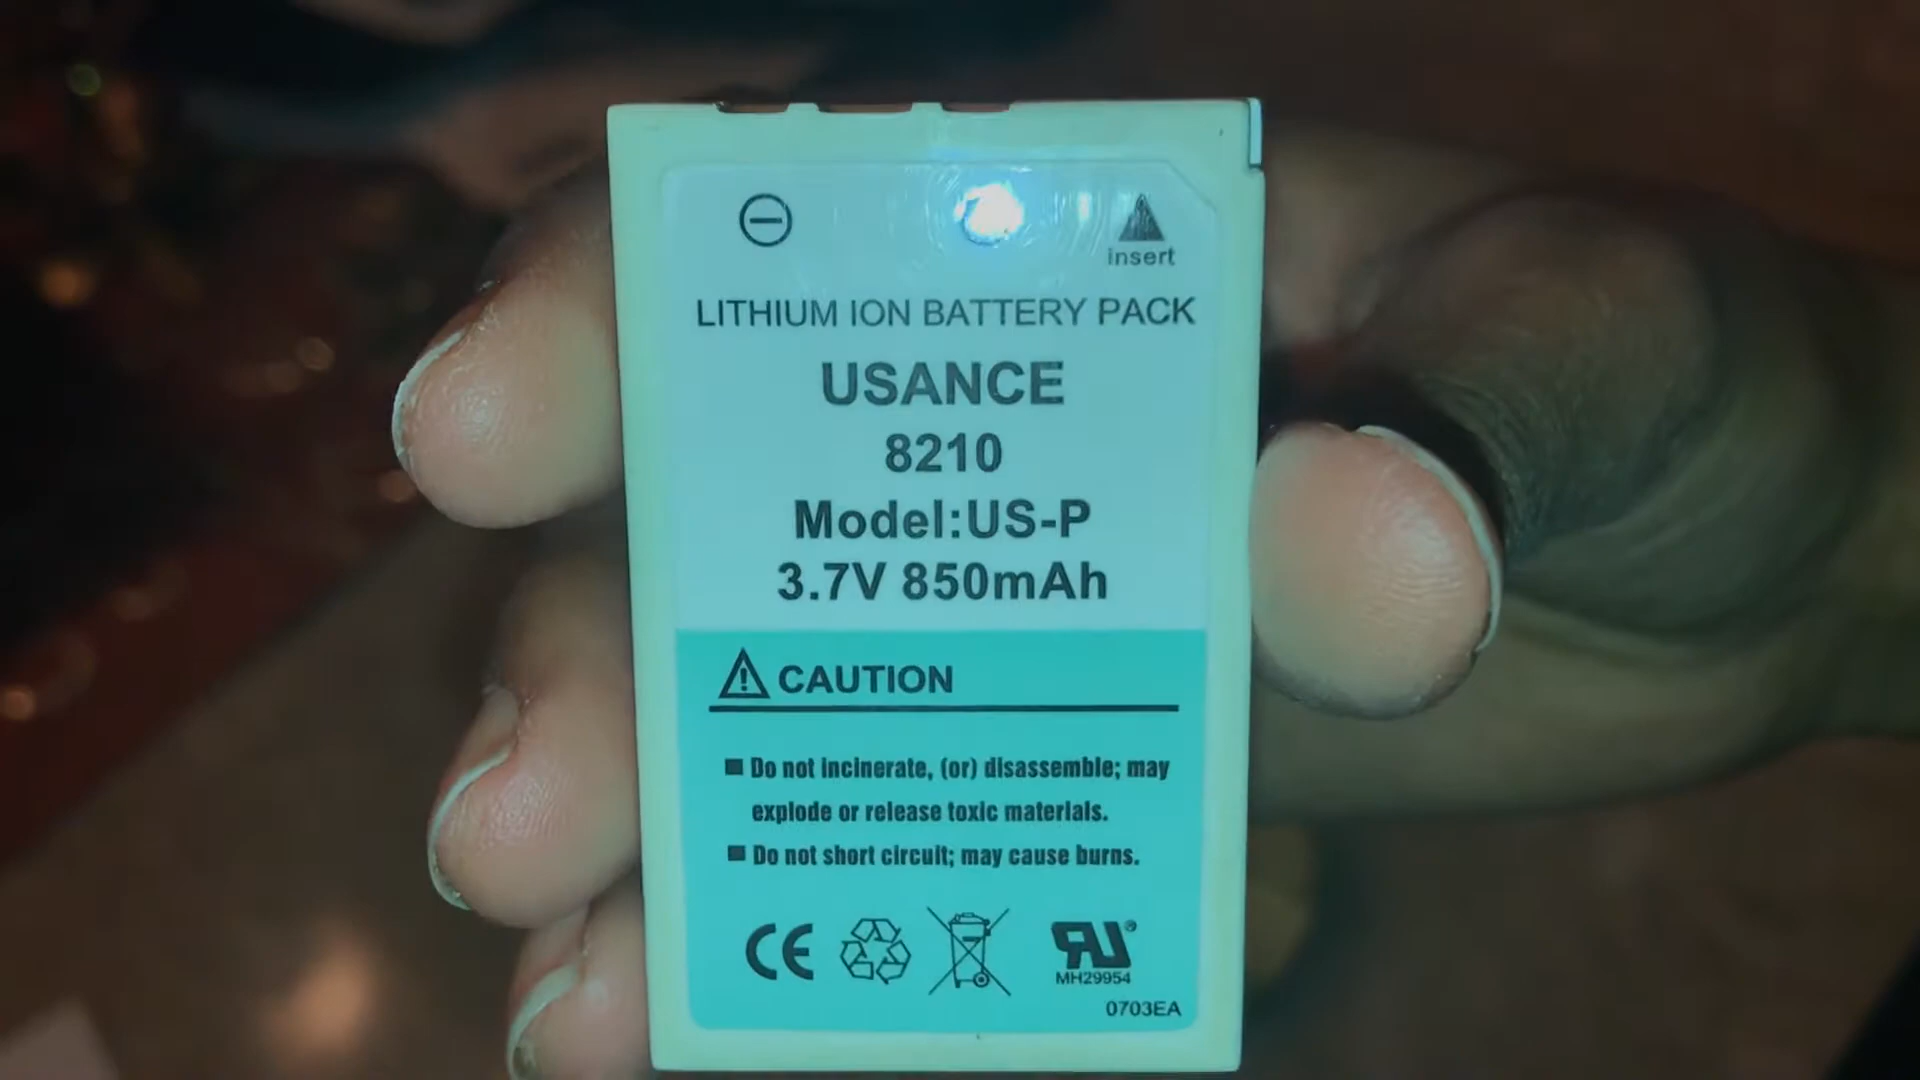 insert
LITHIUM ION BATTERY PACK
USANCE
8210
Model:US-P
3.7V 850mAh
CAUTION
Do not incinerate, (or) disassemble; may
explode or release toxic materials.
Do not short circuit; may cause burns.
CE
RU®
MH29954
0703EA